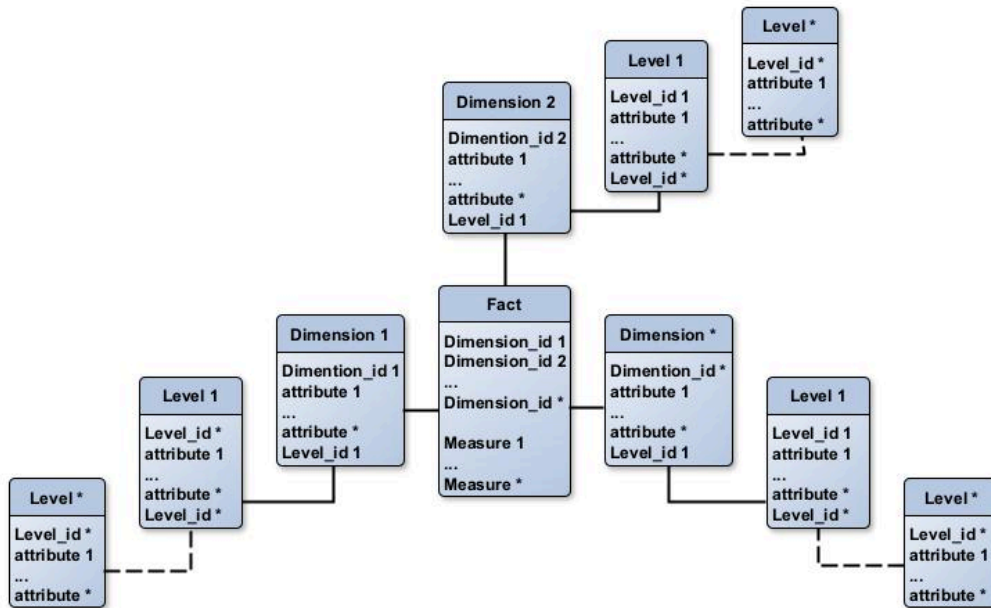 Level *
Level_id *
attribute 1
...
attribute *
Level 1
Level_id 1
attribute 1
...
attribute *
Level_id *
Dimension 2
Dimention_id 2
attribute 1
...
attribute *
Level_id 1
Fact
Dimension_id 1
Dimension_id 2
...
Dimension_id *
Measure 1
...
Measure *
Dimension 1
Dimention_id 1
attribute 1
...
attribute *
Level_id 1
Level 1
Level_id *
attribute 1
...
attribute *
Level_id *
Level *
Level_id *
attribute 1
...
attribute *
Dimension *
Dimention_id *
attribute 1
...
attribute *
Level_id 1
Level 1
Level_id 1
attribute 1
...
attribute *
Level_id *
Level *
Level_id *
attribute 1
...
attribute *